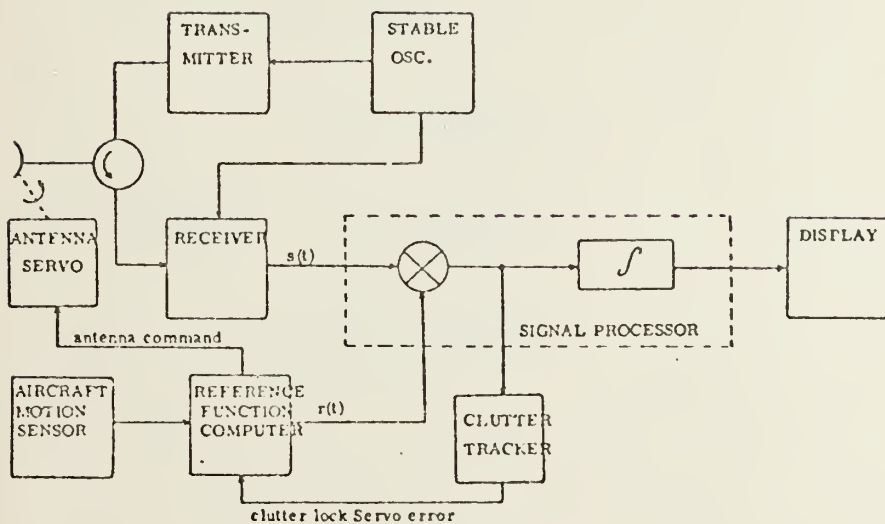 TRANS-
MITTER
STABLE
OSC.
ANTENNA
SERVO
RECEIVER
s(t)
∫
DISPLAY
SIGNAL PROCESSOR
antenna command
AIRCRAFT
MOTION
SENSOR
REFERENCE
FUNCTION
COMPUTER
r(t)
CLUTTER
TRACKER
clutter lock Servo error